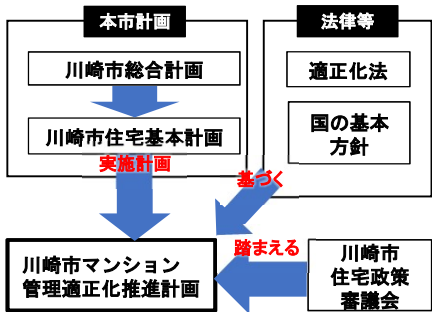 本市計画
川崎市総合計画
川崎市住宅基本計画
実施計画
法律等
適正化法
国の基本
方針
基づく
踏まえる
川崎市マンション
管理適正化推進計画
川崎市
住宅政策
審議会